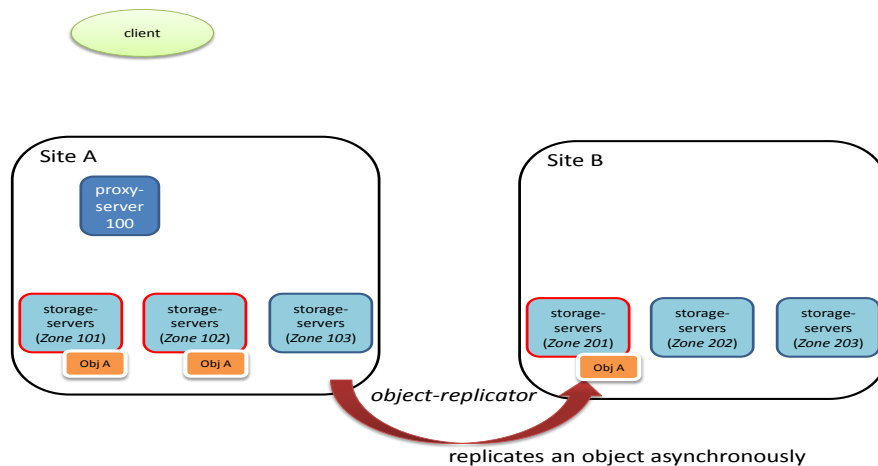 client
Site A
proxy-
server
100
storage-
servers
(Zone 101)
Obj A
storage-
servers
(Zone 102)
Obj A
storage-
servers
(Zone 103)
Site B
storage-
servers
(Zone 201)
Obj A
storage-
servers
(Zone 202)
storage-
servers
(Zone 203)
object-replicator
replicates an object asynchronously